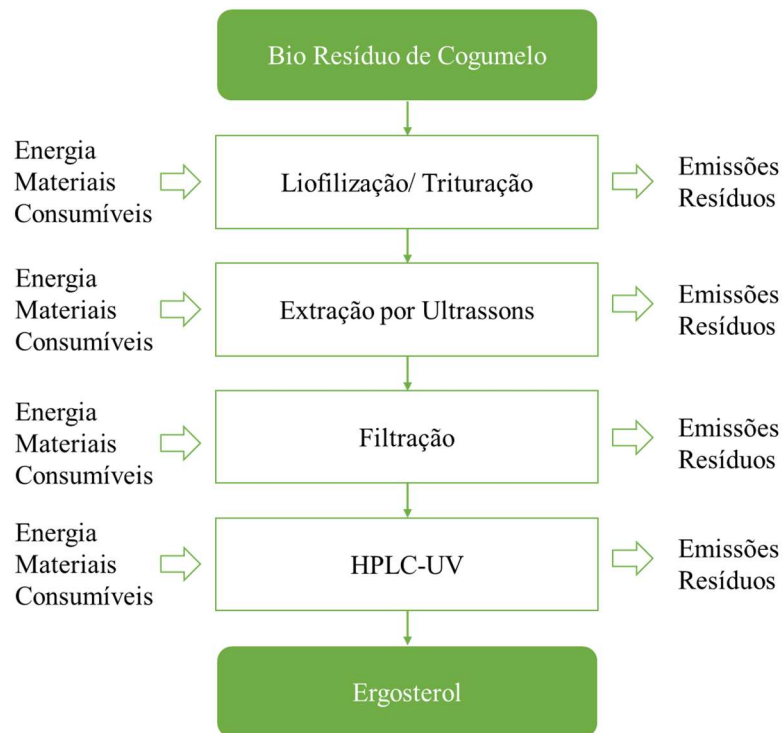 Bio Resíduo de Cogumelo
Energia
Materiais
Consumíveis
Liofilização/ Trituração
Emissões
Resíduos
Energia
Materiais
Consumíveis
Extração por Ultrassons
Emissões
Resíduos
Energia
Materiais
Consumíveis
Filtração
Emissões
Resíduos
Energia
Materiais
Consumíveis
HPLC-UV
Emissões
Resíduos
Ergosterol